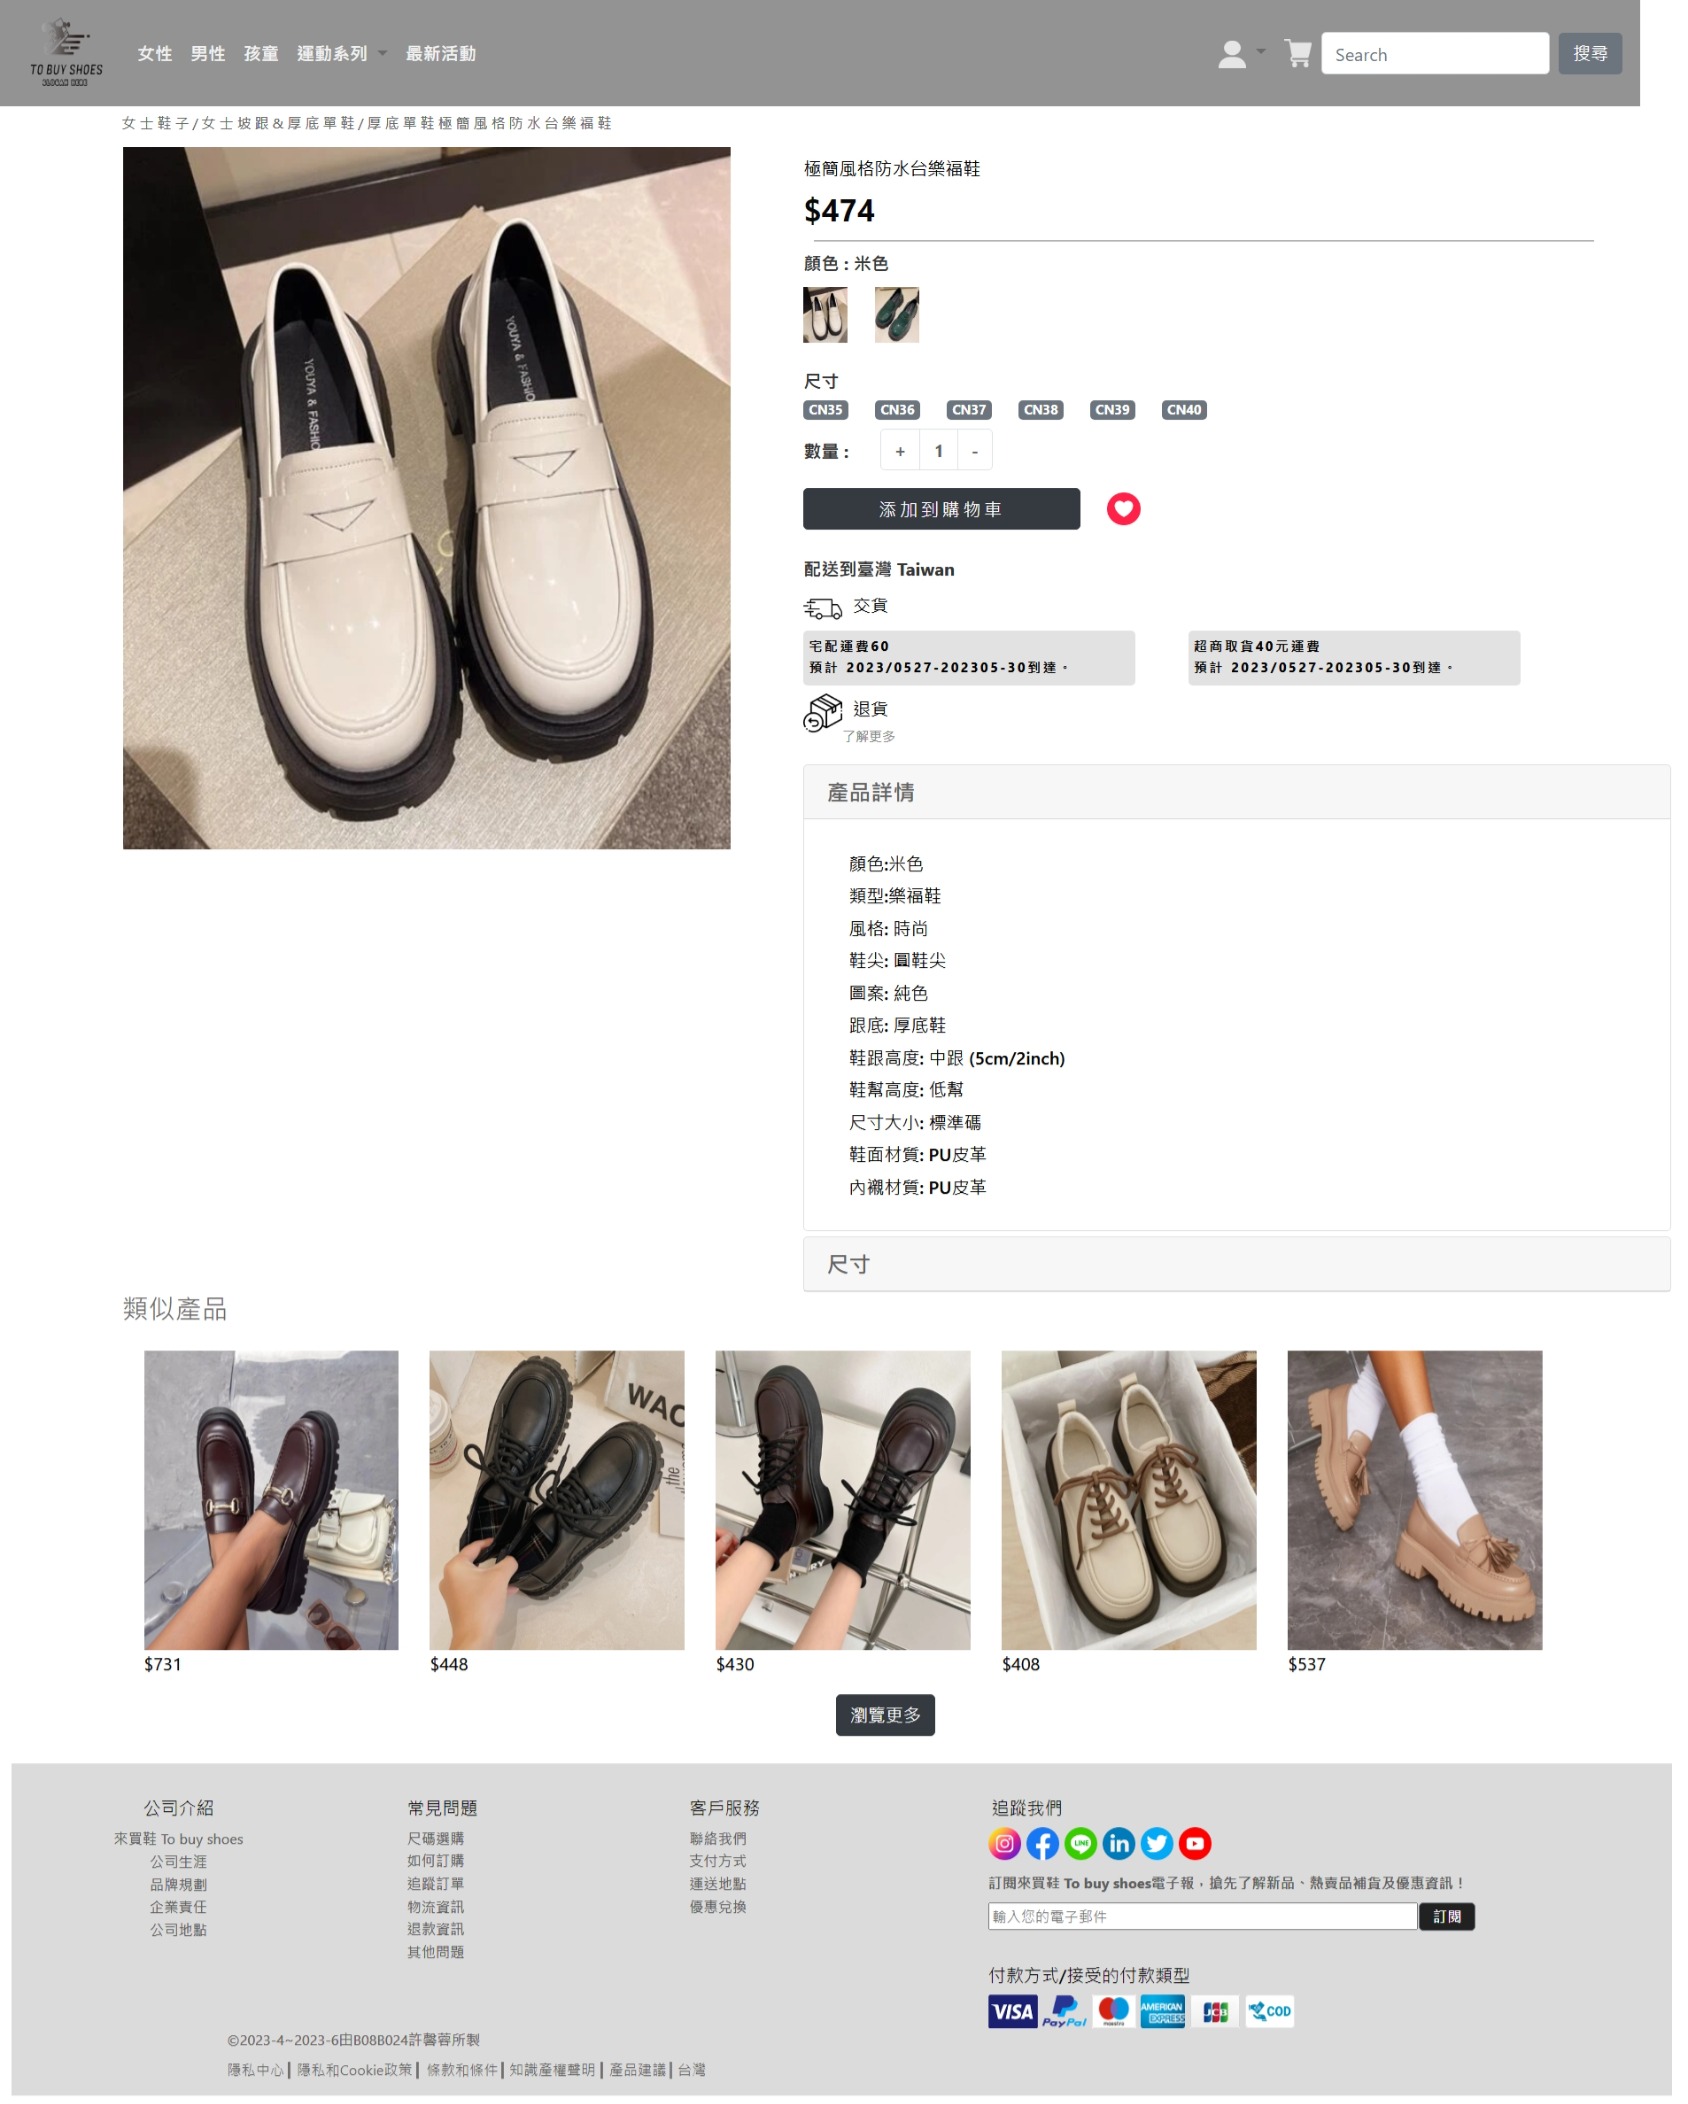 TO BUY SHOES
女性 男性 孩童 運動系列 最新活動
Search 搜尋
女士鞋子/女士坡跟&厚底單鞋/厚底單鞋極簡風格防水台樂福鞋
YOUYA & FASHIO
YOUYA & FASHIO
極簡風格防水台樂福鞋
$474
顏色 : 米色
尺寸
CN35 CN36 CN37 CN38 CN39 CN40
數量 :
+ 1 -
添加到購物車
配送到臺灣 Taiwan
交貨
宅配運費60
預計 2023/0527-202305-30到達。
超商取貨40元運費
預計 2023/0527-202305-30到達。
退貨
了解更多
產品詳情
顏色:米色
類型:樂福鞋
風格: 時尚
鞋尖: 圓鞋尖
圖案: 純色
跟底: 厚底鞋
鞋跟高度: 中跟 (5cm/2inch)
鞋幫高度: 低幫
尺寸大小: 標準碼
鞋面材質: PU皮革
內襯材質: PU皮革
尺寸
類似產品
WAC
the
$731 $448 $430 $408 $537
瀏覽更多
公司介紹
來買鞋 To buy shoes
公司生涯
品牌規劃
企業責任
公司地點
常見問題
尺碼選購
如何訂購
追蹤訂單
物流資訊
退款資訊
其他問題
客戶服務
聯絡我們
支付方式
運送地點
優惠兌換
追蹤我們
LINE
in
訂閱來買鞋 To buy shoes電子報，搶先了解新品、熱賣品補貨及優惠資訊！
輸入您的電子郵件 訂閱
付款方式/接受的付款類型
VISA PayPal maestro AMERICAN EXPRESS JCB COD
©2023-4~2023-6由B08B024許馨蓉所製
隱私中心| 隱私和Cookie政策| 條款和條件| 知識產權聲明| 產品建議| 台灣